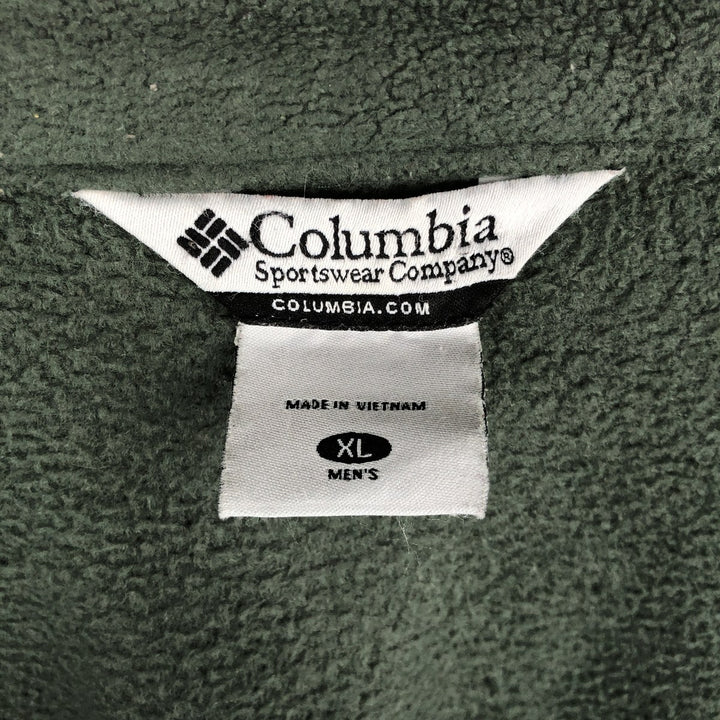 Columbia
Sportswear Company®
COLUMBIA.COM
MADE IN VIETNAM
XL
MEN'S